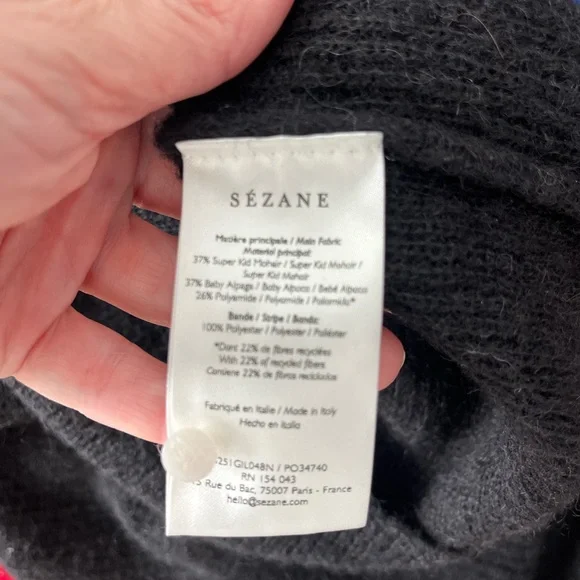 SÉZANE
Matière principale / Main Fabric
Material principal:
37% Super Kid Mohair / Super Kid Mohair /
Super Kid Mohair
37% Baby Alpaga / Baby Alpaca / Bebé Alpaca
26% Polyamide / Polyamide / Poliamida*
Bande / Stripe / Banda:
100% Polyester / Polyester / Poliéster
*Dont 22% de fibres recyclées
With 22% of recycled fibers
Contiene 22% de fibras recicladas
Fabriqué en Italie / Made in Italy
Hecho en Italia
251GIL04BN / PO34740
RN 154 043
Rue du Bac, 75007 Paris - France
hello@sezane.com